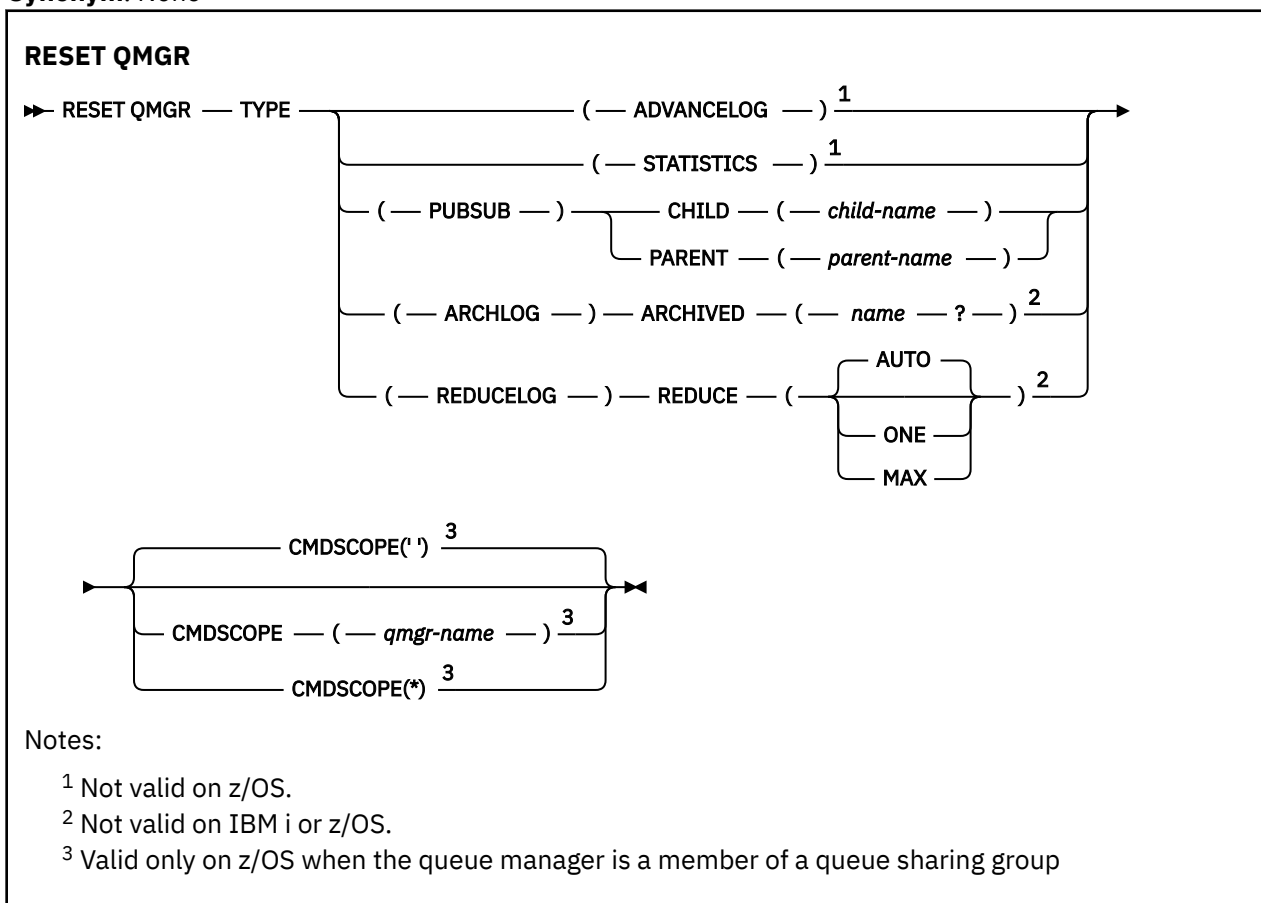 Synonym: None
RESET QMGR
RESET QMGR — TYPE — ( — ADVANCELOG — ) 1
( — STATISTICS — ) 1
( — PUBSUB — ) — CHILD — ( — child-name — )
PARENT — ( — parent-name — )
( — ARCHLOG — ) — ARCHIVED — ( — name — ? — ) 2
AUTO
( — REDUCELOG — ) — REDUCE — ( — ) 2
ONE
MAX
CMDSCOPE(' ') 3
CMDSCOPE — ( — qmgr-name — ) 3
CMDSCOPE(*) 3
Notes:
1 Not valid on z/OS.
2 Not valid on IBM i or z/OS.
3 Valid only on z/OS when the queue manager is a member of a queue sharing group